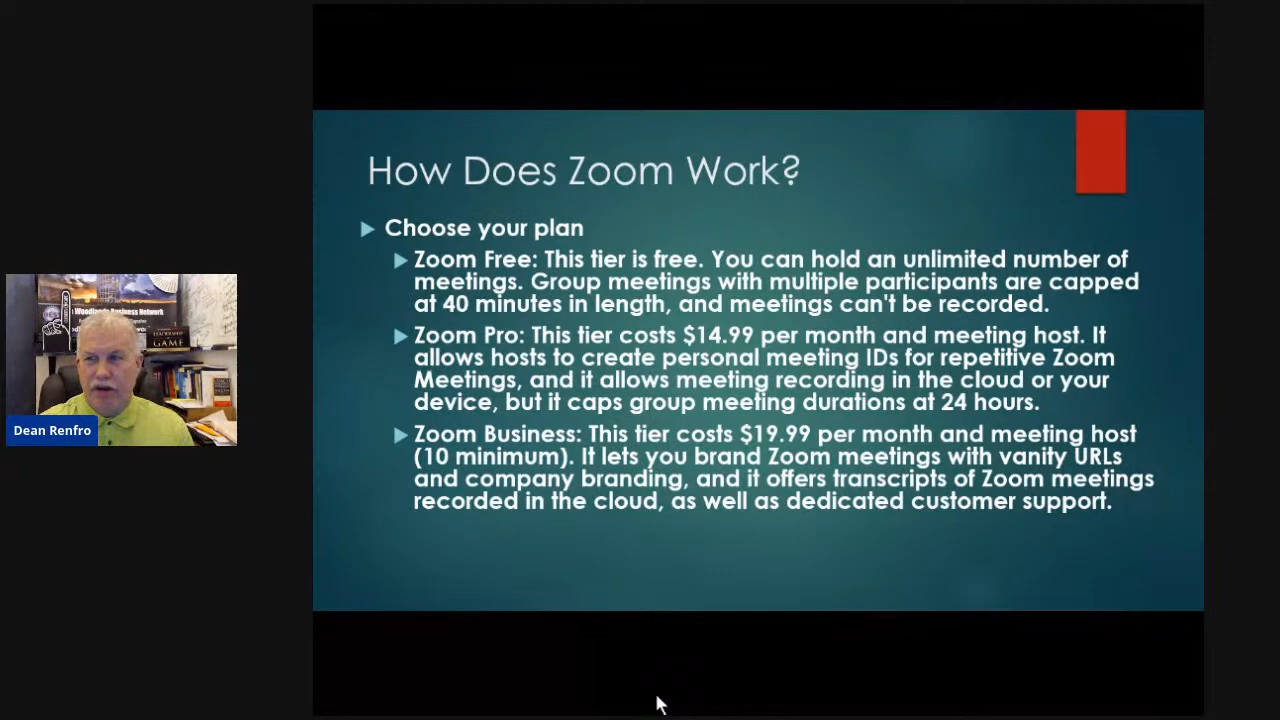 How Does Zoom Work?
Choose your plan
Zoom Free: This tier is free. You can hold an unlimited number of
meetings. Group meetings with multiple participants are capped
at 40 minutes in length, and meetings can't be recorded.
Zoom Pro: This tier costs $14.99 per month and meeting host. It
allows hosts to create personal meeting IDs for repetitive Zoom
Meetings, and it allows meeting recording in the cloud or your
device, but it caps group meeting durations at 24 hours.
Zoom Business: This tier costs $19.99 per month and meeting host
(10 minimum). It lets you brand Zoom meetings with vanity URLs
and company branding, and it offers transcripts of Zoom meetings
recorded in the cloud, as well as dedicated customer support.
Woodlands Business Network
GAME
Dean Renfro